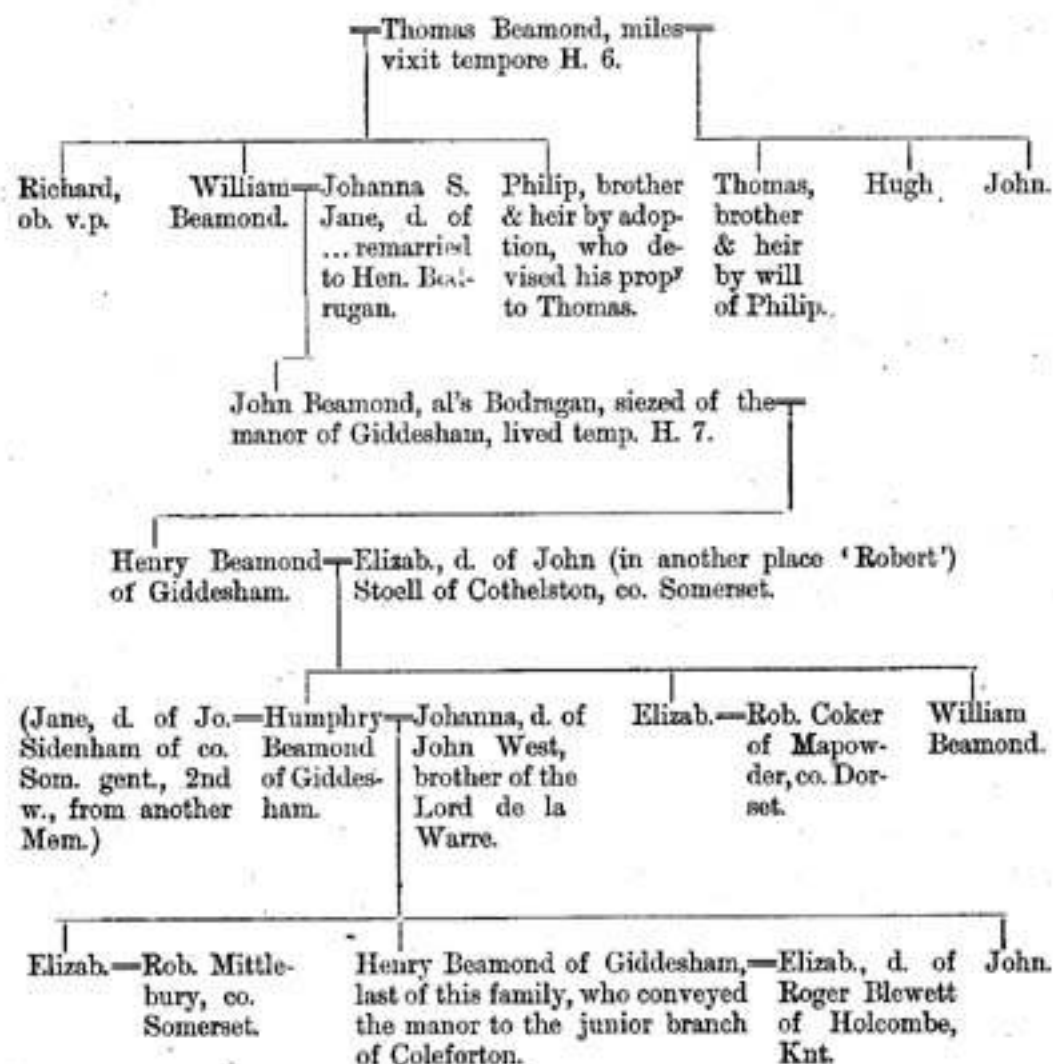 Thomas Beamond, miles
vixit tempore H. 6.
Richard,
ob. v.p.
William
Beamond.
Johanna S.
Jane, d. of
... remarried
to Hen.
rugan.
Philip, brother
& heir by adop-
tion, who de-
vised his propʸ
to Thomas.
Thomas,
brother
& heir
by will
of Philip.
Hugh
John.
John Beamond, al's Bodragan, siezed of the
manor of Giddesham, lived temp. H. 7.
Henry Beamond
of Giddesham.
Elizab., d. of John (in another place ‘Robert’)
Stoell of Cothelston, co. Somerset.
(Jane, d. of Jo.
Sidenham of co.
Som. gent., 2nd
w., from another
Mem.)
Humphry
Beamond
of Giddes-
ham.
Johanna, d. of
John West,
brother of the
Lord de la
Warre.
Elizab.
Rob. Coker
of Mapow-
der, co. Dor-
set.
William
Beamond.
Elizab.
Rob. Mittle-
bury, co.
Somerset.
Henry Beamond of Giddesham,
last of this family, who conveyed
the manor to the junior branch
of Coleforton.
Elizab., d. of
Roger Blewett
of Holcombe,
Knt.
John.